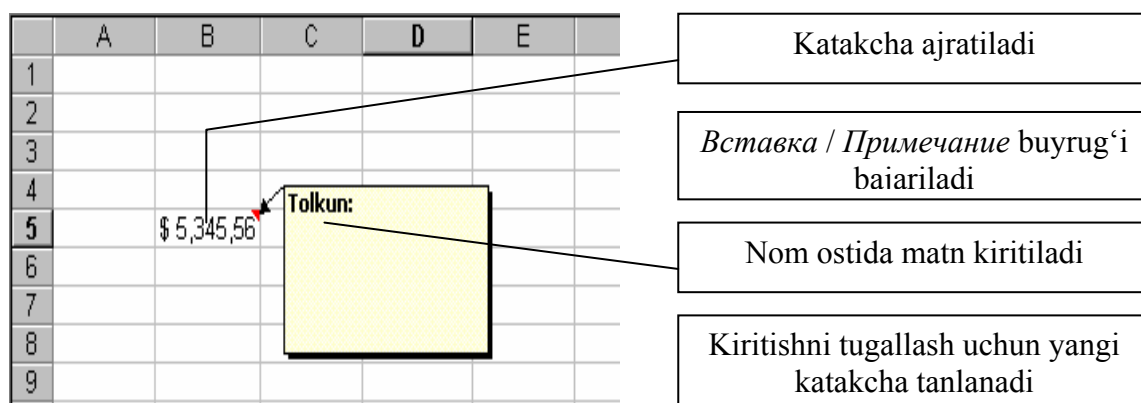 A B C D E
1
2
3
4
Tolkun:
5 $ 5,345,56
6
7
8
9
Katakcha ajratiladi
Вставка / Примечание buyrug‘i
baiariladi
Nom ostida matn kiritiladi
Kiritishni tugallash uchun yangi
katakcha tanlanadi